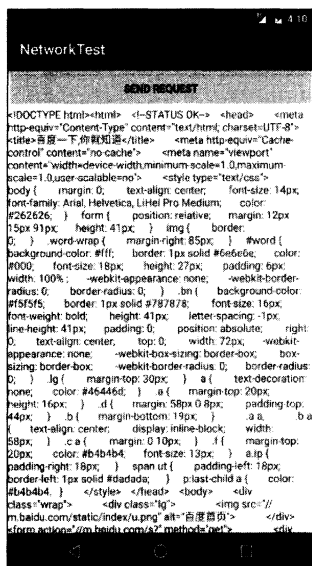 4:10
NetworkTest
SEND REQUEST
<!DOCTYPE html><html> <!--STATUS OK--> <head> <meta
http-equiv="Content-Type" content="text/html; charset=UTF-8">
<title>百度一下,你就知道</title> <meta http-equiv="Cache-
control" content="no-cache"> <meta name="viewport"
content="width=device-width,minimum-scale=1.0,maximum-
scale=1.0,user-scalable=no"> <style type="text/css">
body { margin: 0; text-align: center; font-size: 14px;
font-family: Arial, Helvetica, LiHei Pro Medium; color:
#262626; } form { position: relative; margin: 12px
15px 91px; height: 41px; } img { border:
0; } .word-wrap { margin-right: 85px; } #word {
background-color: #fff; border: 1px solid #6e6e6e; color:
#000; font-size: 18px; height: 27px; padding: 6px;
width: 100%; -webkit-appearance: none; -webkit-border-
radius: 0; border-radius: 0; } .bn { background-color:
#f5f5f5; border: 1px solid #787878; font-size: 16px;
font-weight: bold; height: 41px; letter-spacing: -1px;
line-height: 41px; padding: 0; position: absolute; right:
0; text-align: center; top: 0; width: 72px; -webkit-
appearance: none; -webkit-box-sizing: border-box; box-
sizing: border-box; -webkit-border-radius: 0; border-radius:
0; } .lg { margin-top: 30px; } a { text-decoration:
none; color: #46446d; } .a { margin-top: 20px;
height: 16px; } .d { margin: 58px 0 8px; padding-top:
44px; } .b { margin-bottom: 19px; } .a a, .b a
{ text-align: center; display: inline-block; width:
58px; } .c a { margin: 0 10px; } .f { margin-top:
20px; color: #b4b4b4; font-size: 13px; } a.ip {
padding-right: 18px; } span.ut { padding-left: 18px;
border-left: 1px solid #dadada; } p:last-child a { color:
#b4b4b4; } </style> </head> <body> <div
class="wrap"> <div class="lg"> <img src="//
m.baidu.com/static/index/u.png" alt="百度首页"> </div>
<form action="//m.baidu.com/s?" method="get"> <div